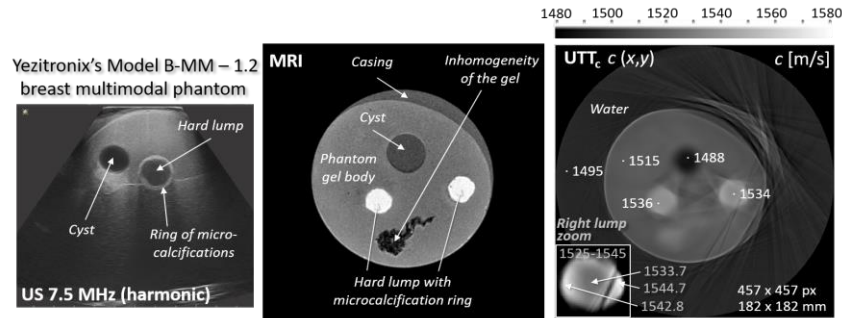 1480 1500 1520 1540 1560 1580
Yezitronix's Model B-MM – 1.2
breast multimodal phantom
Hard lump
Cyst
Ring of micro-
calcifications
US 7.5 MHz (harmonic)
MRI
Casing
Inhomogeneity
of the gel
Cyst
Phantom
gel body
Hard lump with
microcalcification ring
UTTc c (x,y)
c [m/s]
Water
1495
1515
1488
1536
1534
Right lump
zoom
1525-1545
1533.7
1544.7
1542.8
457 x 457 px
182 x 182 mm